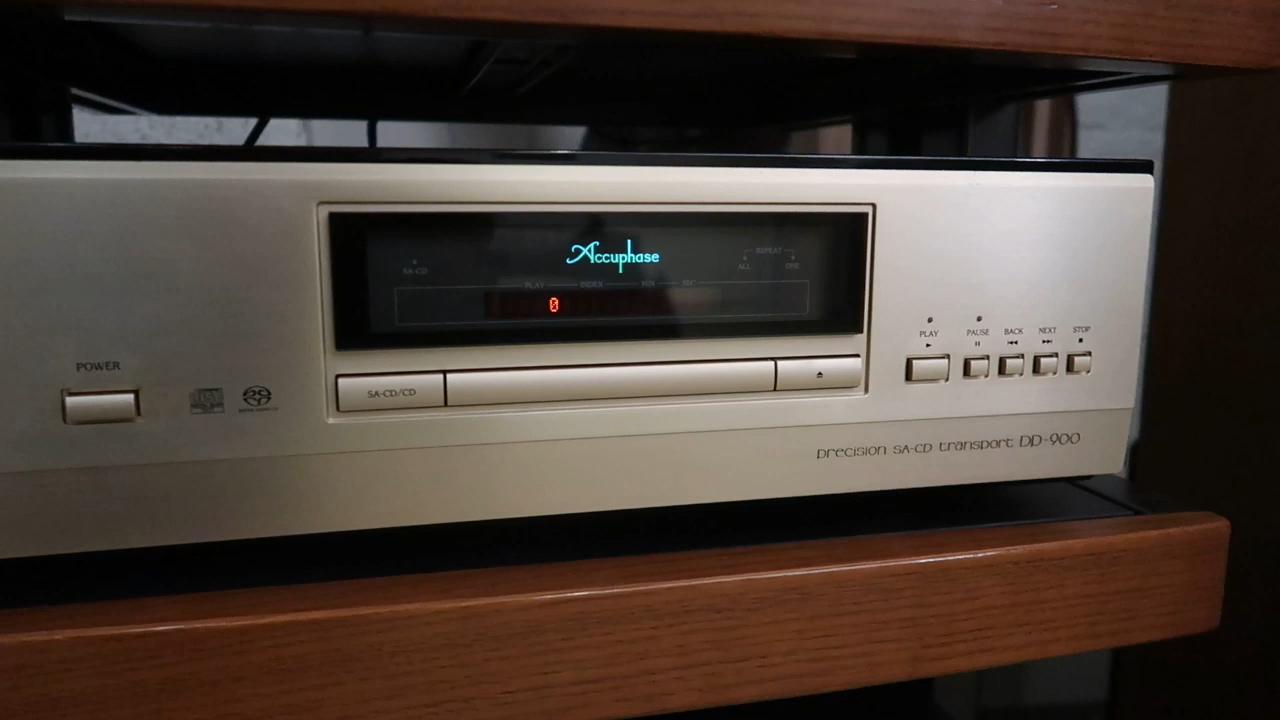 Accuphase
SA-CD
REPEAT
ALL ONE
PLAY INDEX MIN SEC
0
PLAY PAUSE BACK NEXT STOP
POWER
SA-CD/CD
precision SA-CD transport DP-900